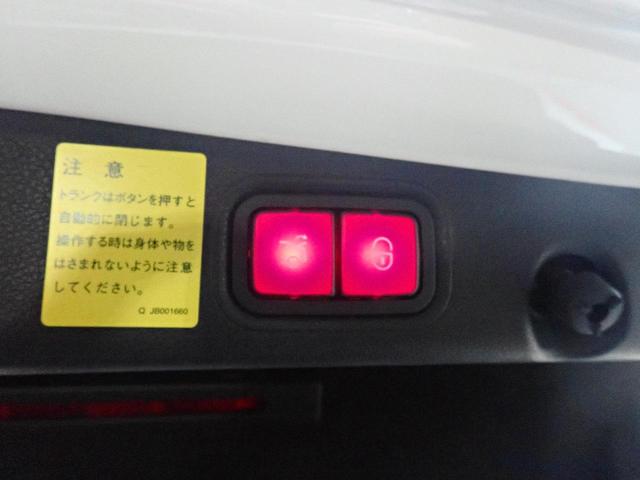 注 意
トランクはボタンを押すと
自動的に閉じます。
操作する時は身体や物を
はさまれないように注意
してください。
Q JB001660